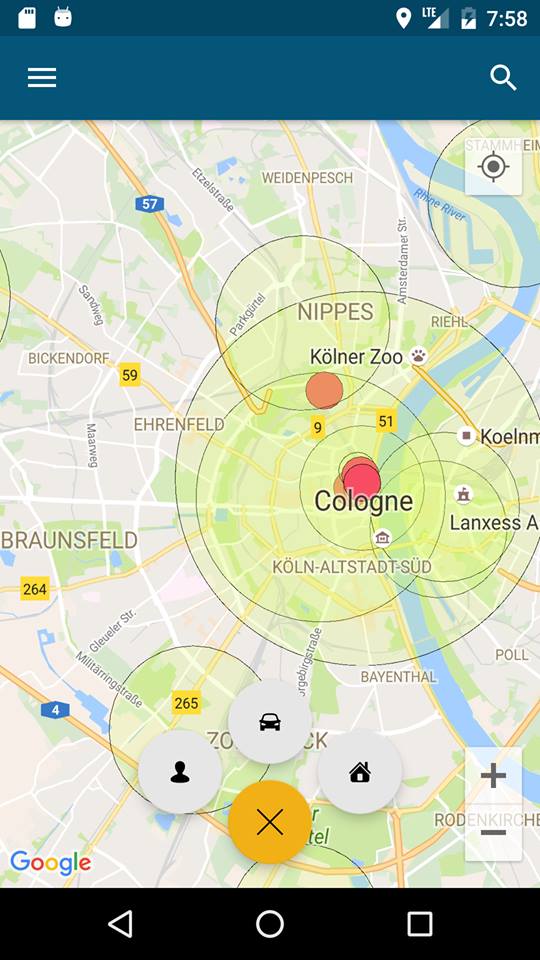 LTE 7:58
STAMMHEIM
Etzelstraße
WEIDENPESCH
57
Rhine River
Amsterdamer Str.
Sandweg
Parkgürtel
NIPPES
RIEHL
BICKENDORF
Kölner Zoo
59
EHRENFELD
9
51
Maarweg
Koelnm
Cologne
Lanxess A
BRAUNSFELD
KÖLN-ALTSTADT-SÜD
264
Gleueler Str.
Militärringstraße
orgebirgstraße
POLL
BAYENTHAL
265
4
ZO
CK
RODENKIRCHE
r
tel
Google